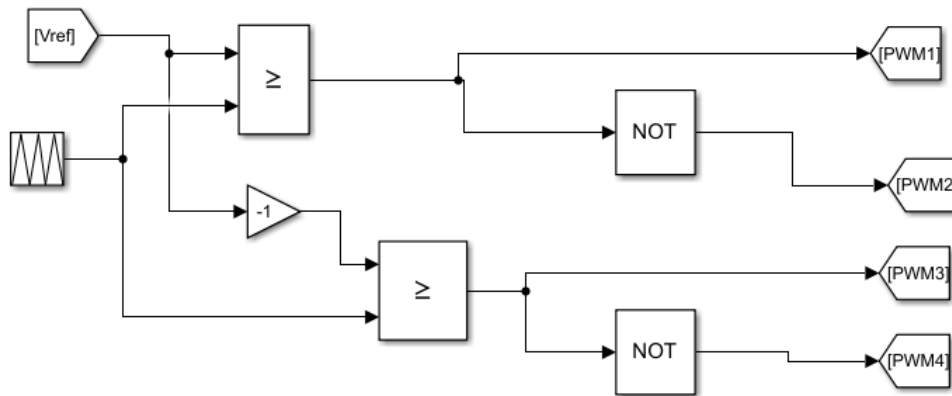 [Vref]
≥
[PWM1]
NOT
[PWM2
-1
≥
[PWM3]
NOT
[PWM4]